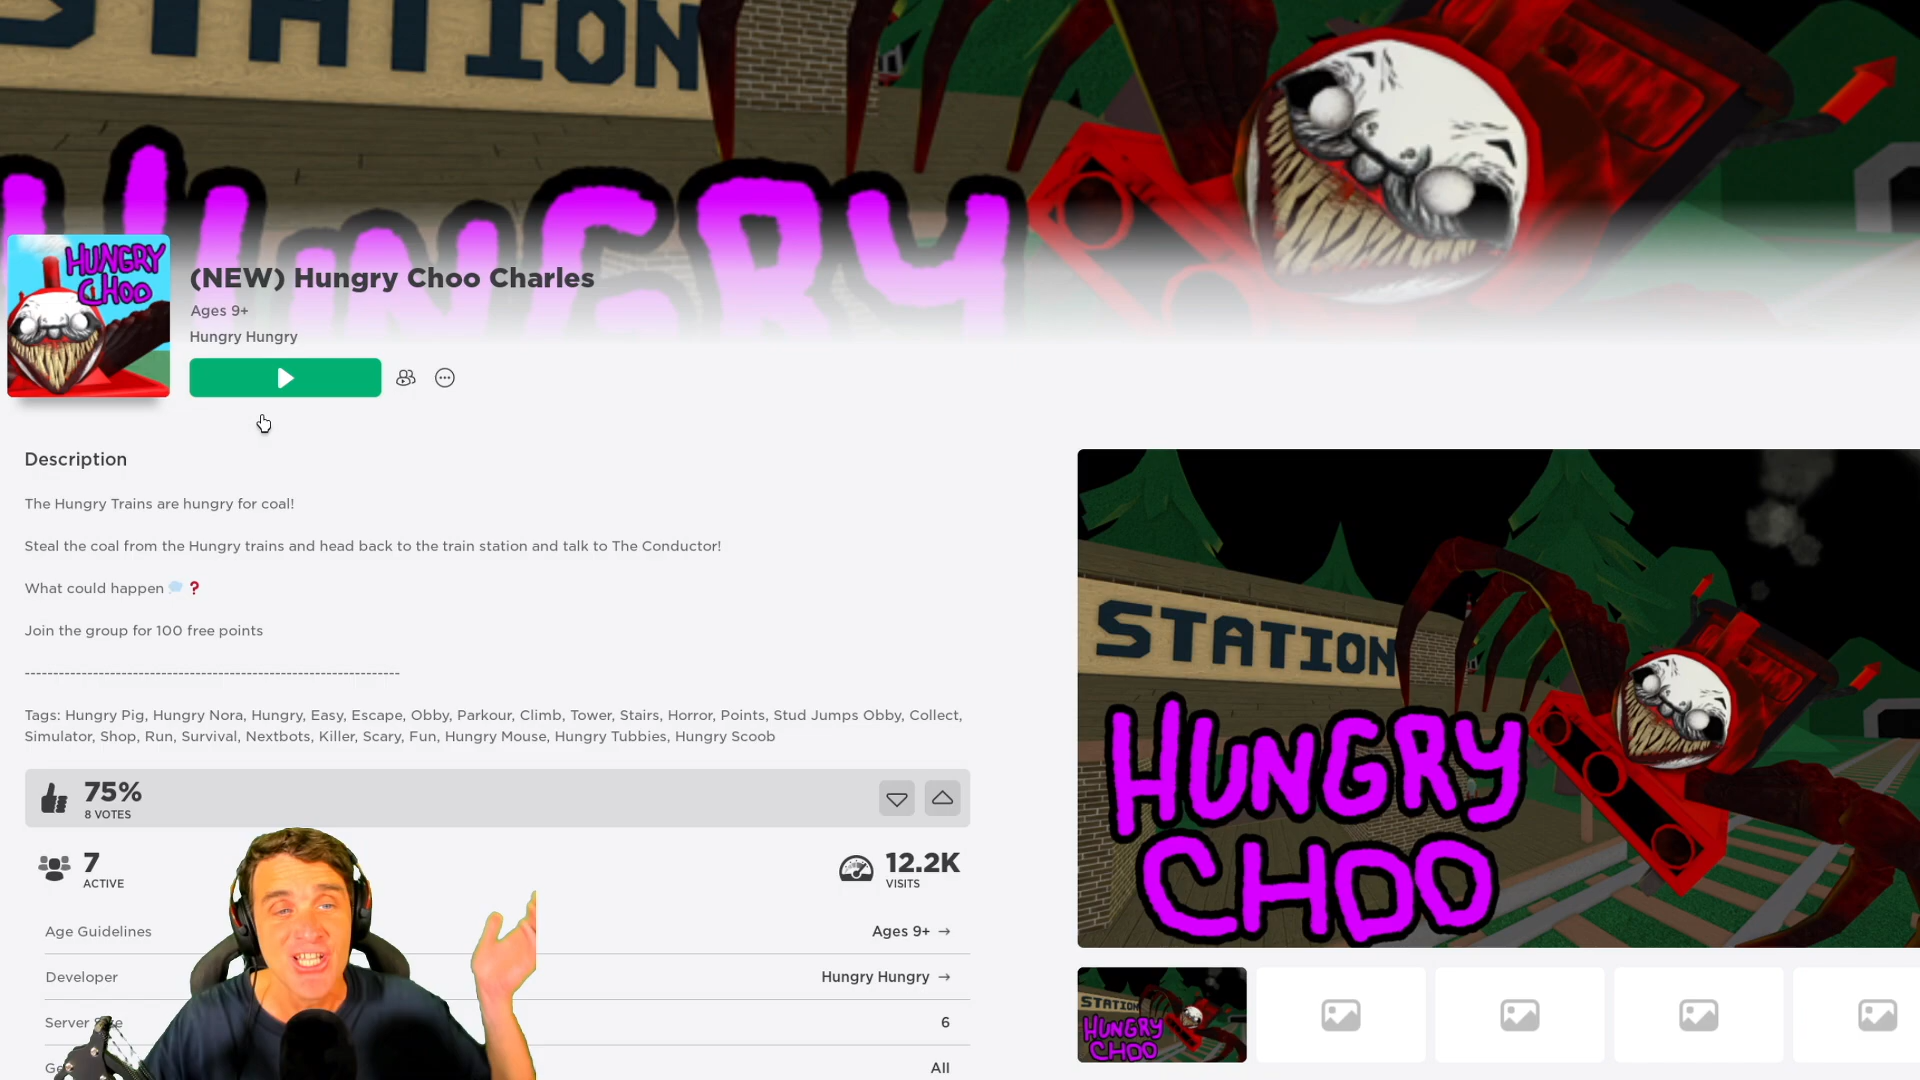 STATION
HUNGRY
HUNGRY
CHOO
(NEW) Hungry Choo Charles
Ages 9+
Hungry Hungry
Description
The Hungry Trains are hungry for coal!
Steal the coal from the Hungry trains and head back to the train station and talk to The Conductor!
What could happen 💭❓
Join the group for 100 free points
------------------------------------------------------------------
Tags: Hungry Pig, Hungry Nora, Hungry, Easy, Escape, Obby, Parkour, Climb, Tower, Stairs, Horror, Points, Stud Jumps Obby, Collect,
Simulator, Shop, Run, Survival, Nextbots, Killer, Scary, Fun, Hungry Mouse, Hungry Tubbies, Hungry Scoob
75%
8 VOTES
7
ACTIVE
12.2K
VISITS
Age Guidelines
Ages 9+ →
Developer
Hungry Hungry →
Server
6
All
STATION
HUNGRY
CHOO
STATION
HUNGRY
CHOO